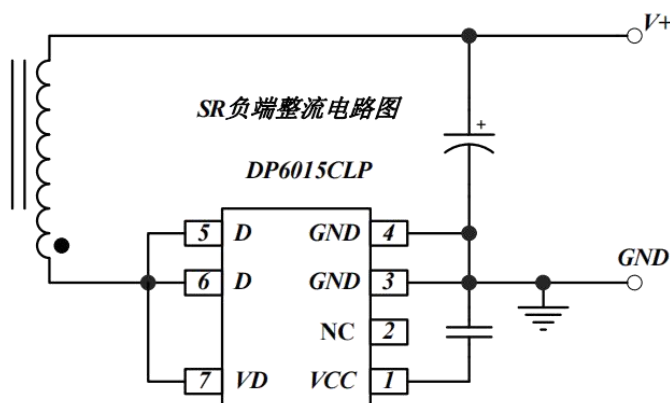 V+
SR负端整流电路图
+
DP6015CLP
5 D GND 4
6 D GND 3
GND
NC 2
7 VD VCC 1